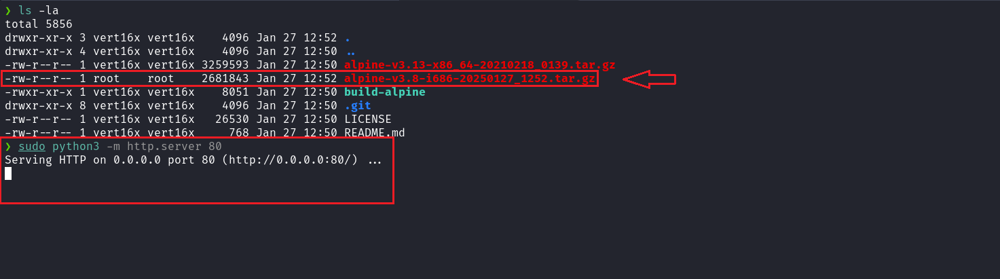 ❯ ls -la
total 5856
drwxr-xr-x 3 vert16x vert16x    4096 Jan 27 12:52 .
drwxr-xr-x 4 vert16x vert16x    4096 Jan 27 12:50 ..
-rw-r--r-- 1 vert16x vert16x 3259593 Jan 27 12:50 alpine-v3.13-x86_64-20210218_0139.tar.gz
-rw-r--r-- 1 root    root    2681843 Jan 27 12:52 alpine-v3.8-i686-20250127_1252.tar.gz
-rwxr-xr-x 1 vert16x vert16x    8051 Jan 27 12:50 build-alpine
drwxr-xr-x 8 vert16x vert16x    4096 Jan 27 12:50 .git
-rw-r--r-- 1 vert16x vert16x   26530 Jan 27 12:50 LICENSE
-rw-r--r-- 1 vert16x vert16x     768 Jan 27 12:50 README.md
❯ sudo python3 -m http.server 80
Serving HTTP on 0.0.0.0 port 80 (http://0.0.0.0:80/) ...